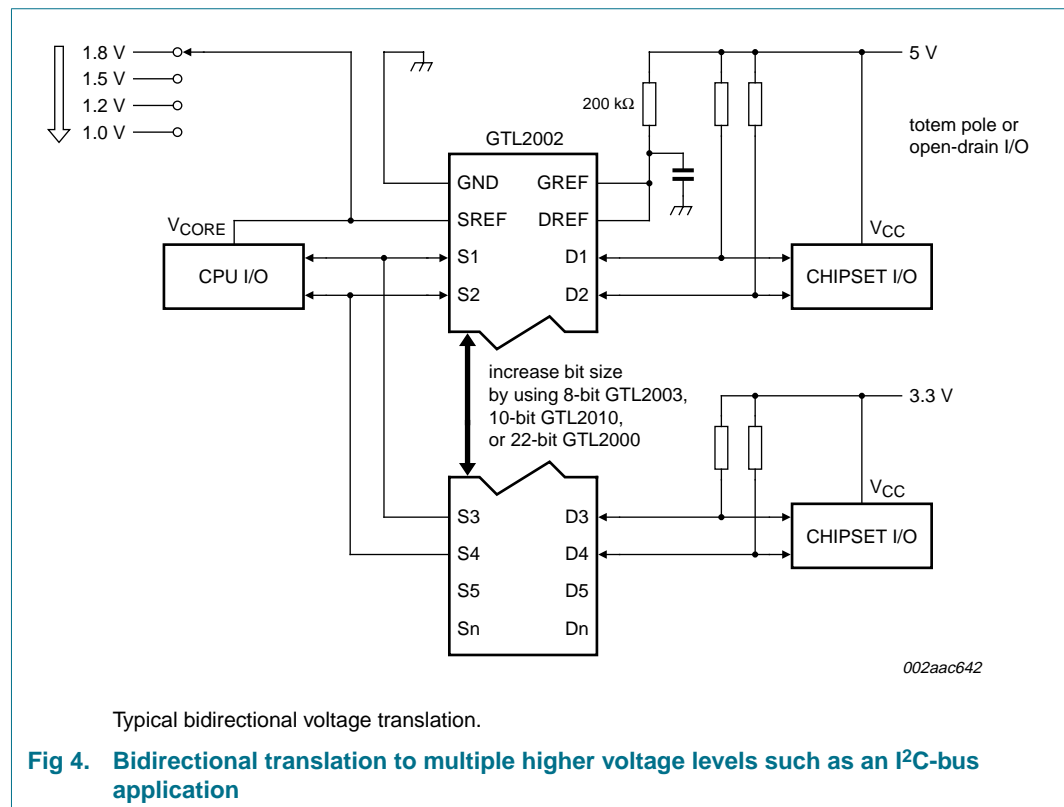 1.8 V
1.5 V
1.2 V
1.0 V
5 V
200 kΩ
totem pole or
open-drain I/O
GTL2002
GND
GREF
SREF
DREF
VCORE
VCC
S1
D1
CPU I/O
CHIPSET I/O
S2
D2
increase bit size
by using 8-bit GTL2003,
10-bit GTL2010,
or 22-bit GTL2000
3.3 V
VCC
S3
D3
CHIPSET I/O
S4
D4
S5
D5
Sn
Dn
002aac642
Typical bidirectional voltage translation.
Fig 4. Bidirectional translation to multiple higher voltage levels such as an I2C-bus
application